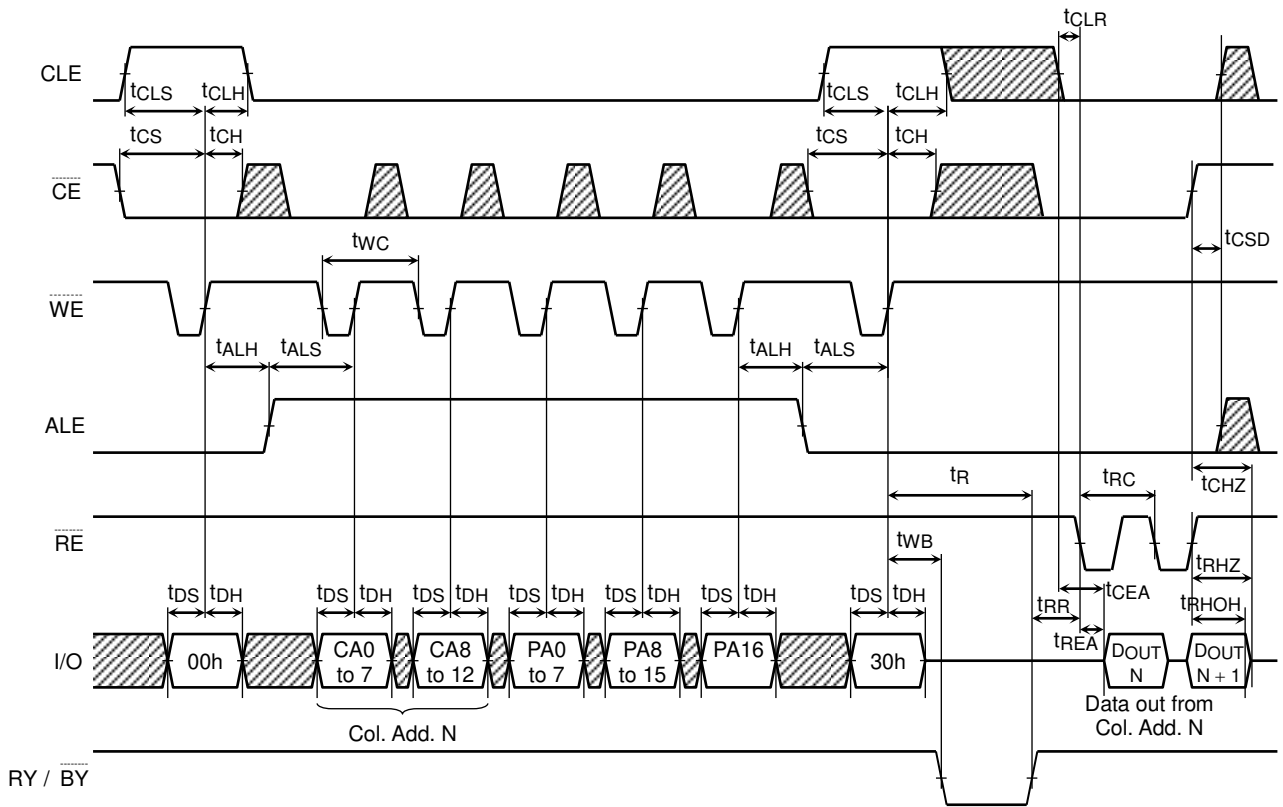 tCLR
CLE
tCLS tCLH tCLS tCLH
tCS tCH tCS tCH
CE
tWC tCSD
WE
tALH tALS tALH tALS
ALE
tR tRC tCHZ
RE
tWB tRHZ
tDS tDH tDS tDH tDS tDH tDS tDH tDS tDH tDS tDH tDS tDH tCEA
tRR tRHOH
tREA
I/O 00h CA0 to 7 CA8 to 12 PA0 to 7 PA8 to 15 PA16 30h DOUT N DOUT N + 1
Col. Add. N
Data out from
Col. Add. N
RY / BY